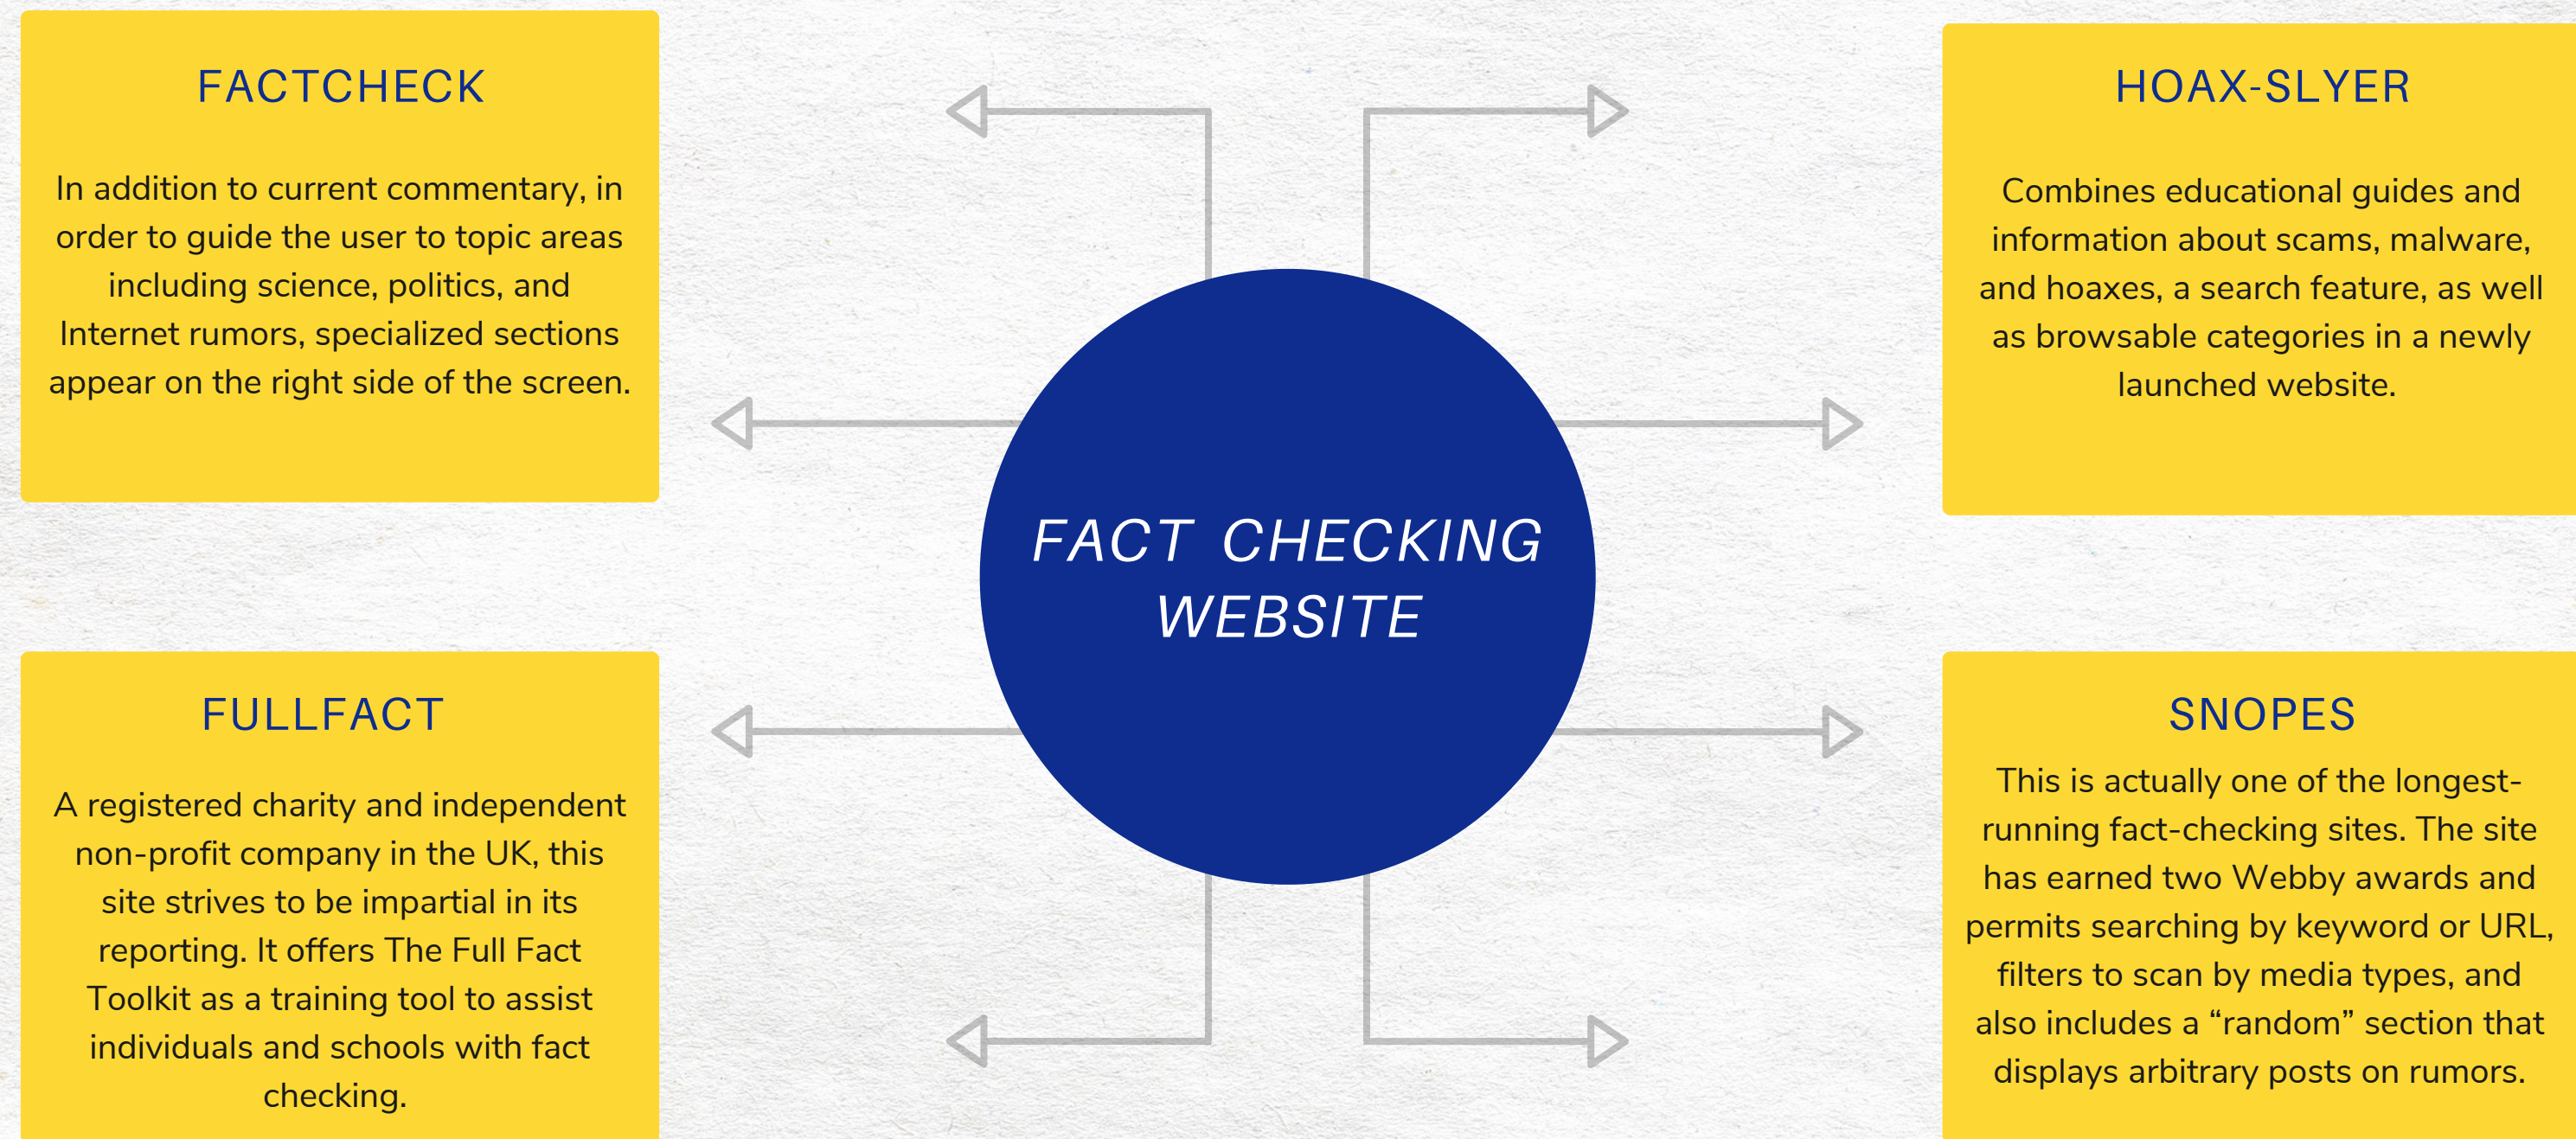 FACTCHECK
In addition to current commentary, in
order to guide the user to topic areas
including science, politics, and
Internet rumors, specialized sections
appear on the right side of the screen.
HOAX-SLYER
Combines educational guides and
information about scams, malware,
and hoaxes, a search feature, as well
as browsable categories in a newly
launched website.
FACT CHECKING
WEBSITE
FULLFACT
A registered charity and independent
non-profit company in the UK, this
site strives to be impartial in its
reporting. It offers The Full Fact
Toolkit as a training tool to assist
individuals and schools with fact
checking.
SNOPES
This is actually one of the longest-
running fact-checking sites. The site
has earned two Webby awards and
permits searching by keyword or URL,
filters to scan by media types, and
also includes a “random” section that
displays arbitrary posts on rumors.